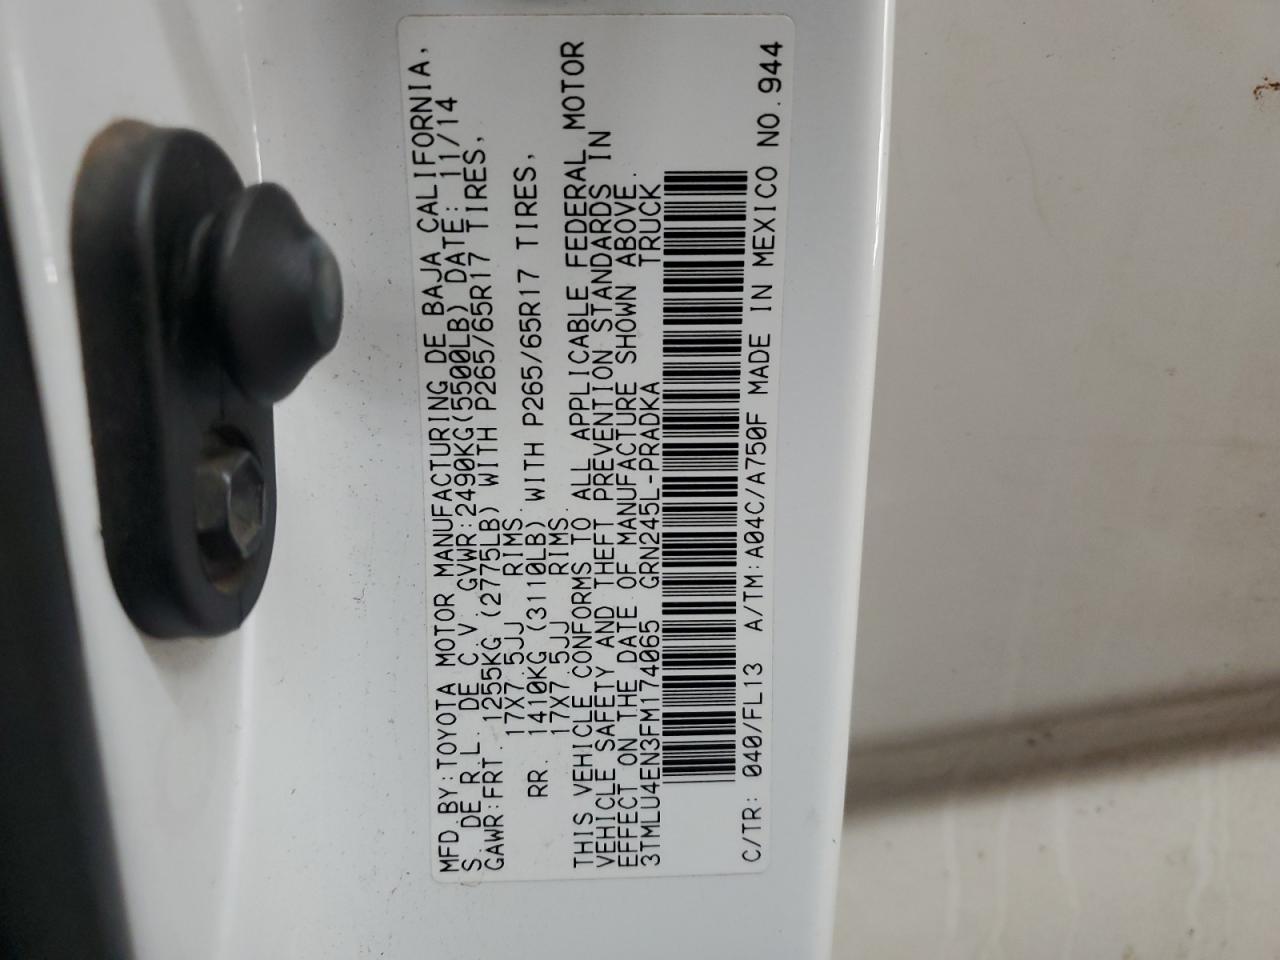 MFD.BY:TOYOTA MOTOR MANUFACTURING DE BAJA CALIFORNIA,
S. DE R.L. DE C.V. GVWR:2490KG(5500LB) DATE: 11/14
GAWR:FRT. 1255KG (2775LB) WITH P265/65R17 TIRES,
17X7.5JJ RIMS.
RR. 1410KG (3110LB) WITH P265/65R17 TIRES,
17X7.5JJ RIMS.
THIS VEHICLE CONFORMS TO ALL APPLICABLE FEDERAL MOTOR
VEHICLE SAFETY AND THEFT PREVENTION STANDARDS IN
EFFECT ON THE DATE OF MANUFACTURE SHOWN ABOVE.
3TMLU4EN3FM174065 GRN245L-PRADKA TRUCK
C/TR: 040/FL13 A/TM:A04C/A750F MADE IN MEXICO NO.944